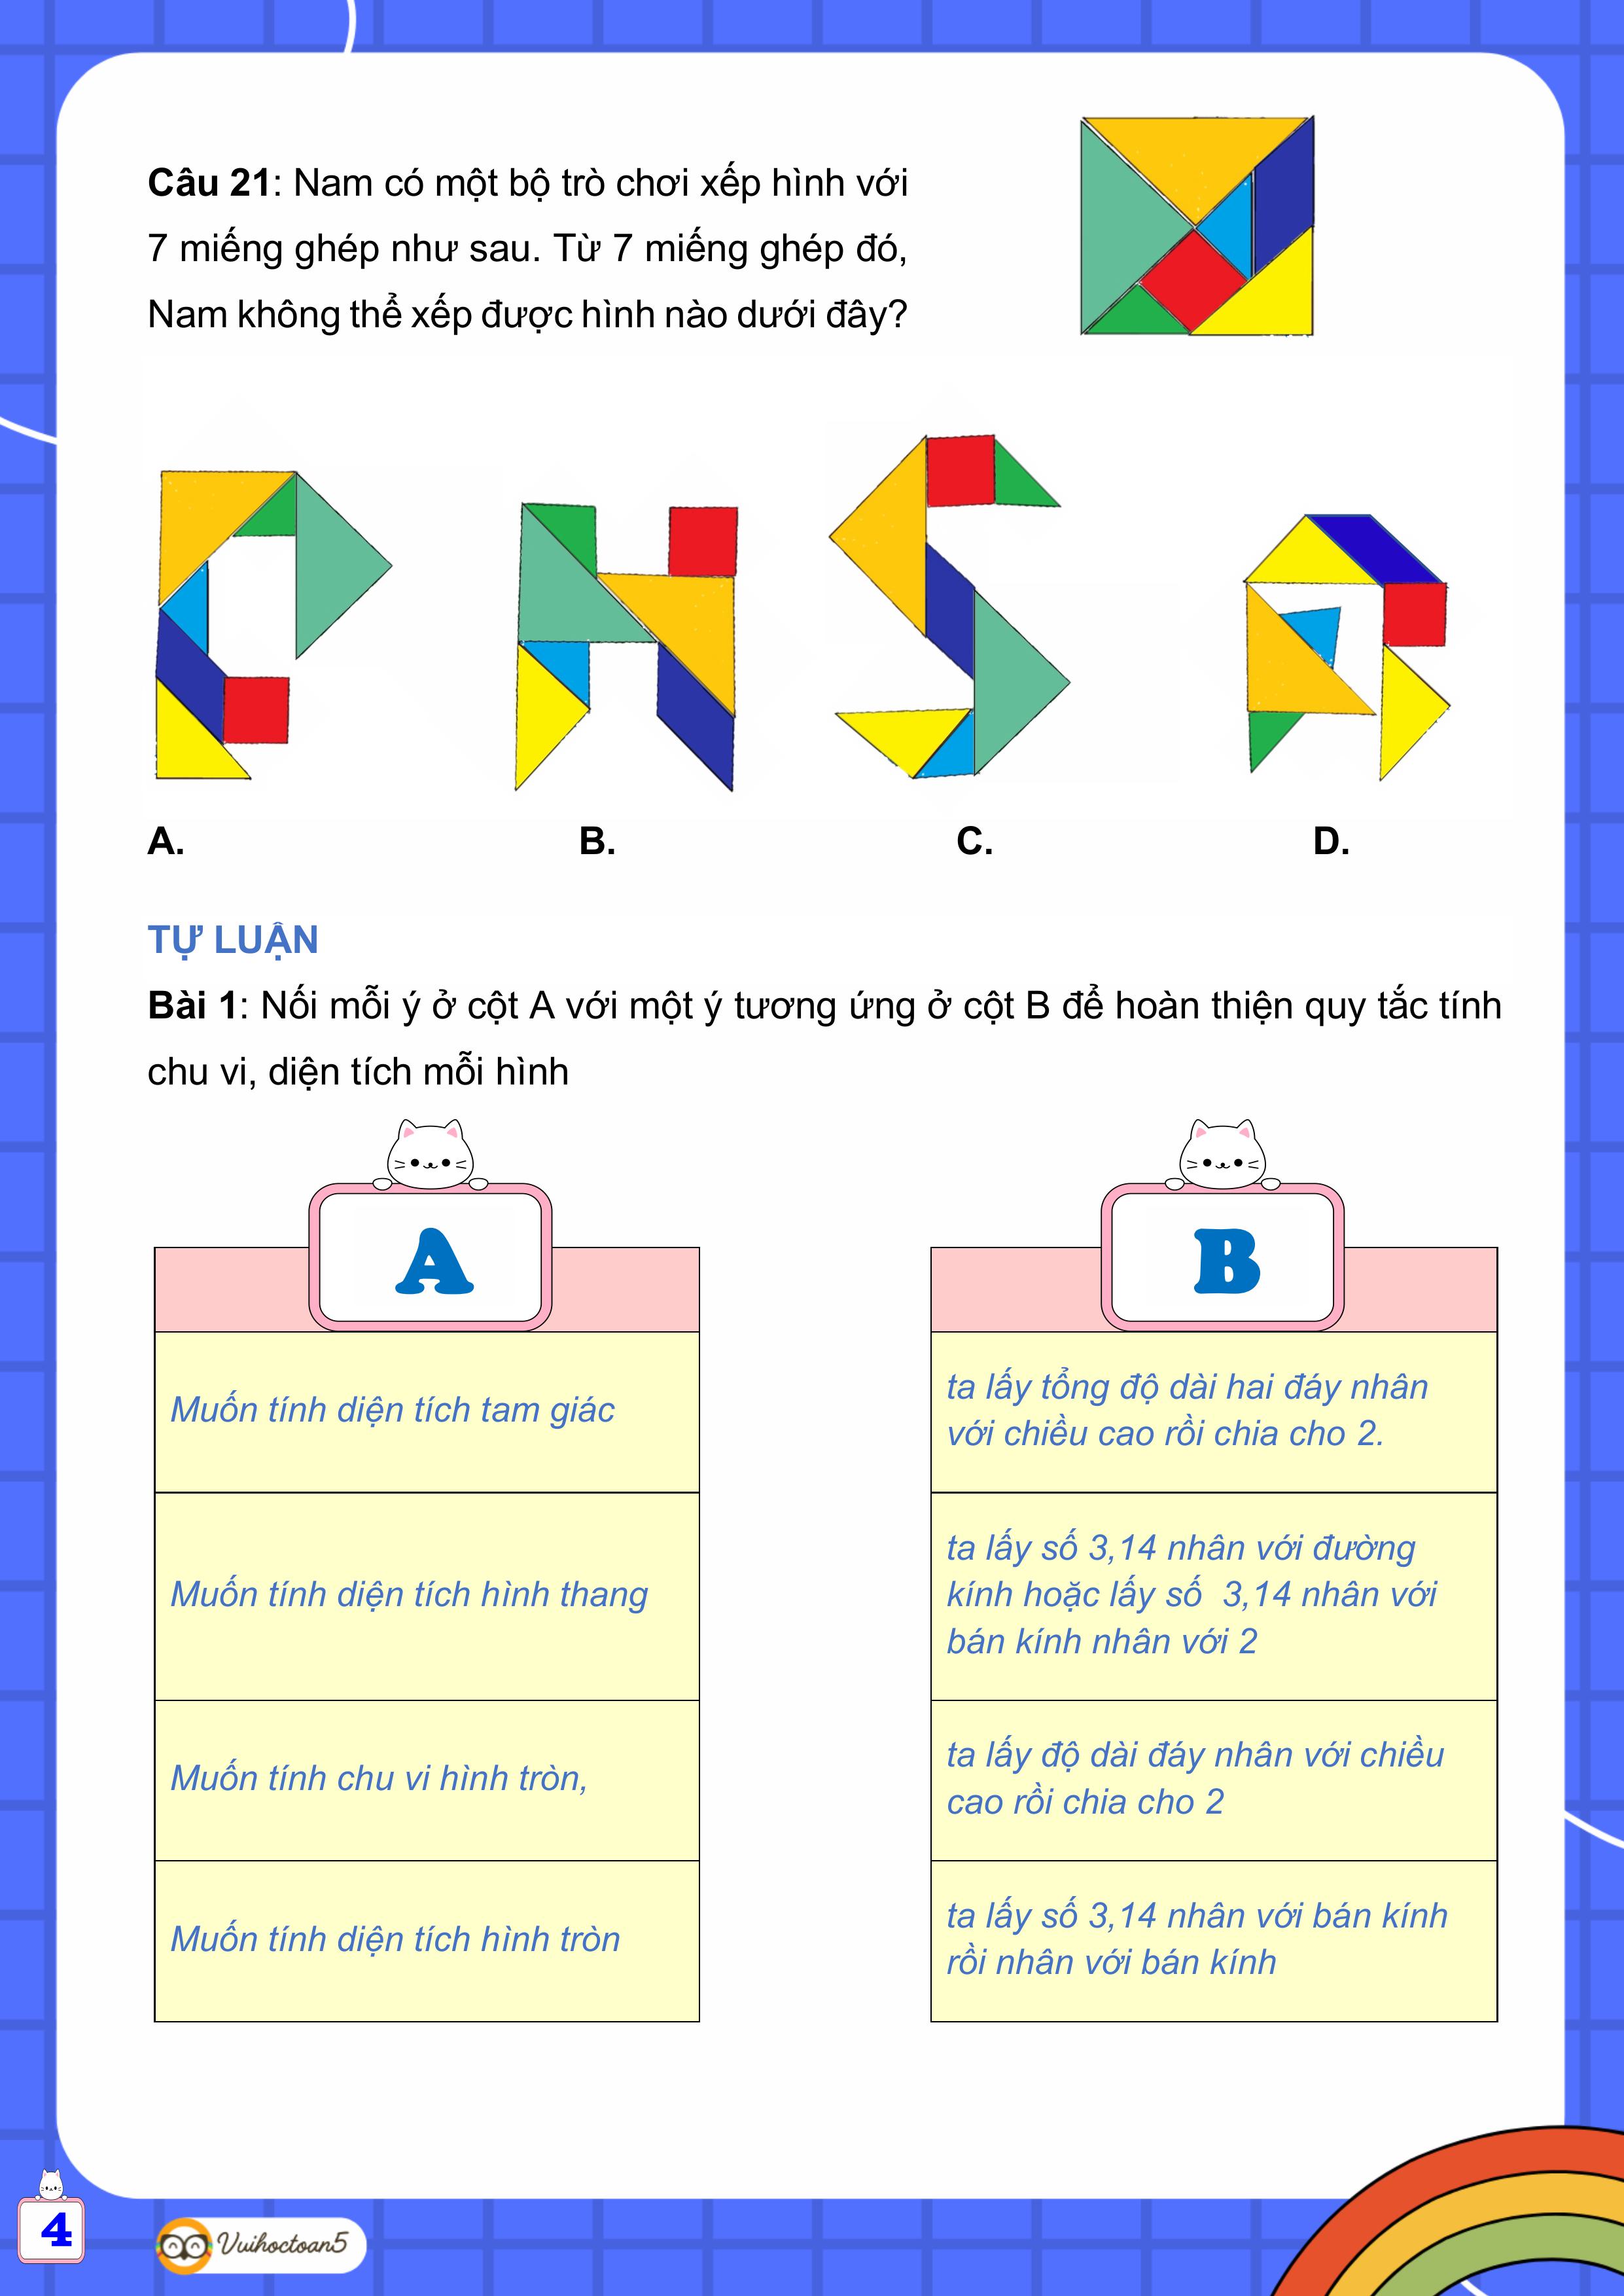 Câu 21: Nam có một bộ trò chơi xếp hình với
7 miếng ghép như sau. Từ 7 miếng ghép đó,
Nam không thể xếp được hình nào dưới đây?
A.
B.
C.
D.
TỰ LUẬN
Bài 1: Nối mỗi ý ở cột A với một ý tương ứng ở cột B để hoàn thiện quy tắc tính
chu vi, diện tích mỗi hình
A
Muốn tính diện tích tam giác
Muốn tính diện tích hình thang
Muốn tính chu vi hình tròn,
Muốn tính diện tích hình tròn
B
ta lấy tổng độ dài hai đáy nhân
với chiều cao rồi chia cho 2.
ta lấy số 3,14 nhân với đường
kính hoặc lấy số 3,14 nhân với
bán kính nhân với 2
ta lấy độ dài đáy nhân với chiều
cao rồi chia cho 2
ta lấy số 3,14 nhân với bán kính
rồi nhân với bán kính
4
Vuihoctoan5